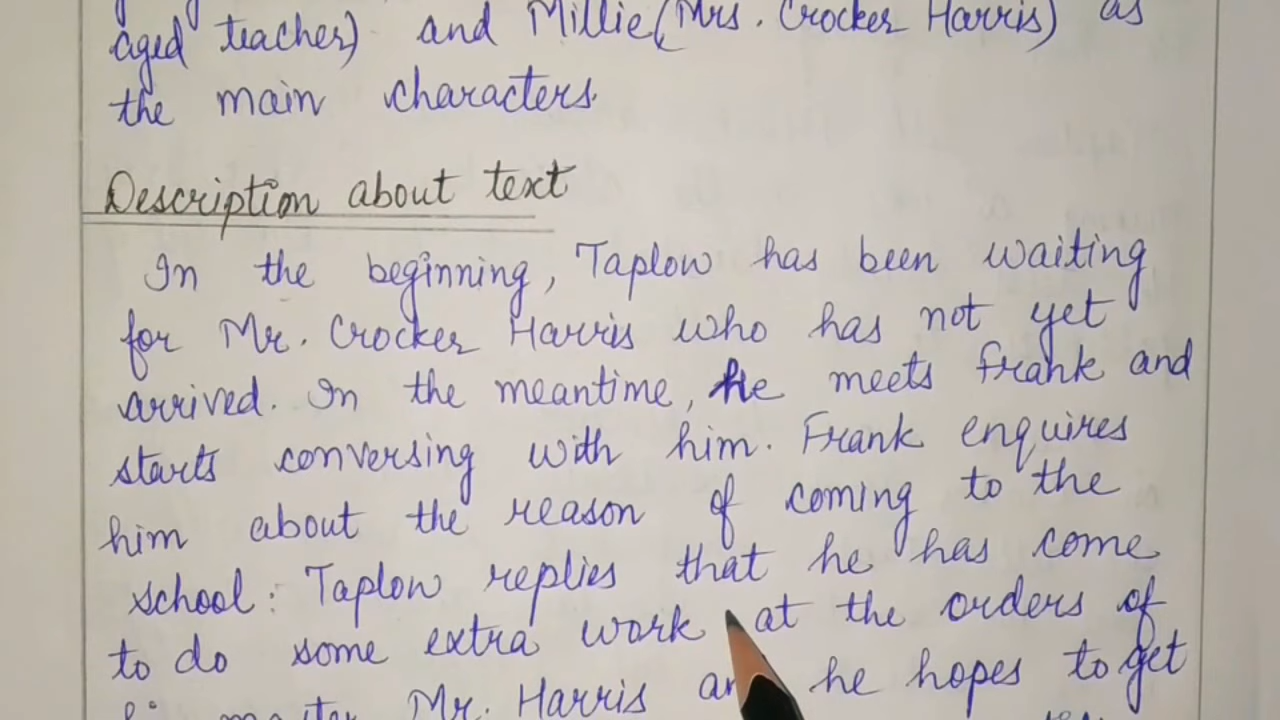 aged teacher) and Millie(Mrs. Crocker Harris) as
the main characters.
Description about text
In the beginning, Taplow has been waiting
for Mr. Crocker Harris who has not yet
arrived. In the meantime, he meets Frank and
starts conversing with him. Frank enquires
him about the reason of coming to the
school. Taplow replies that he has come
to do some extra work at the orders of
Mr. Harris he hopes to get